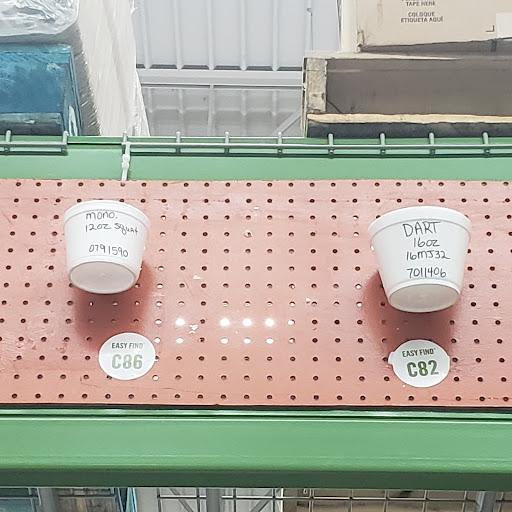 TAPE HERE
COLOQUE
ETIQUETA AQUÍ
mono.
12oz Squat
0791590
DART
16oz
16MJ32
7011406
EASY FIND
C86
EASY FIND
C82